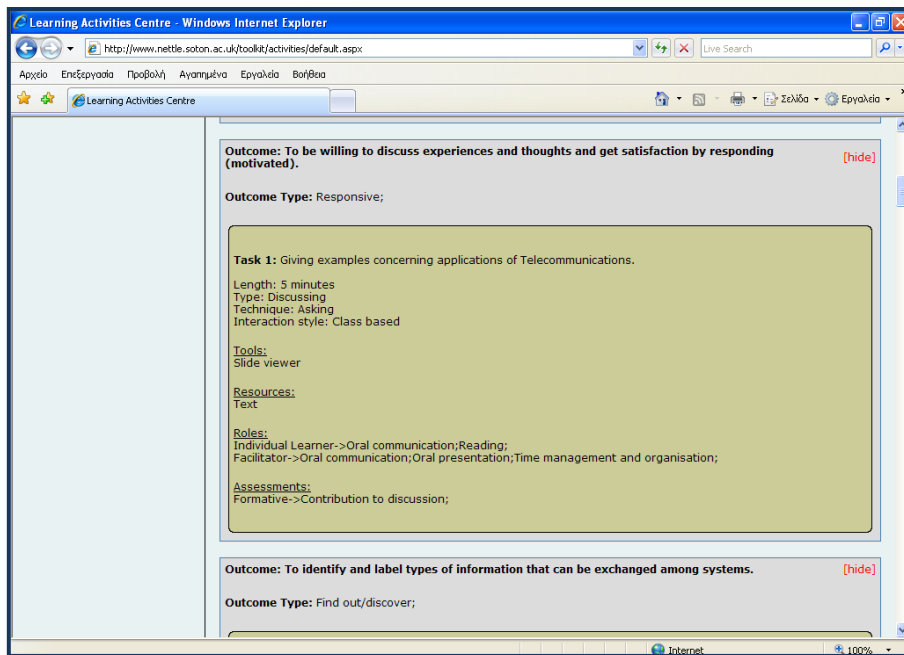 Learning Activities Centre - Windows Internet Explorer
http://www.nettle.soton.ac.uk/toolkit/activities/default.aspx
Live Search
Αρχείο Επεξεργασία Προβολή Αγαπημένα Εργαλεία Βοήθεια
Learning Activities Centre
Σελίδα Εργαλεία
Outcome: To be willing to discuss experiences and thoughts and get satisfaction by responding
(motivated).
[hide]
Outcome Type: Responsive;
Task 1: Giving examples concerning applications of Telecommunications.
Length: 5 minutes
Type: Discussing
Technique: Asking
Interaction style: Class based
Tools:
Slide viewer
Resources:
Text
Roles:
Individual Learner->Oral communication;Reading;
Facilitator->Oral communication;Oral presentation;Time management and organisation;
Assessments:
Formative->Contribution to discussion;
Outcome: To identify and label types of information that can be exchanged among systems.
[hide]
Outcome Type: Find out/discover;
Internet
100%